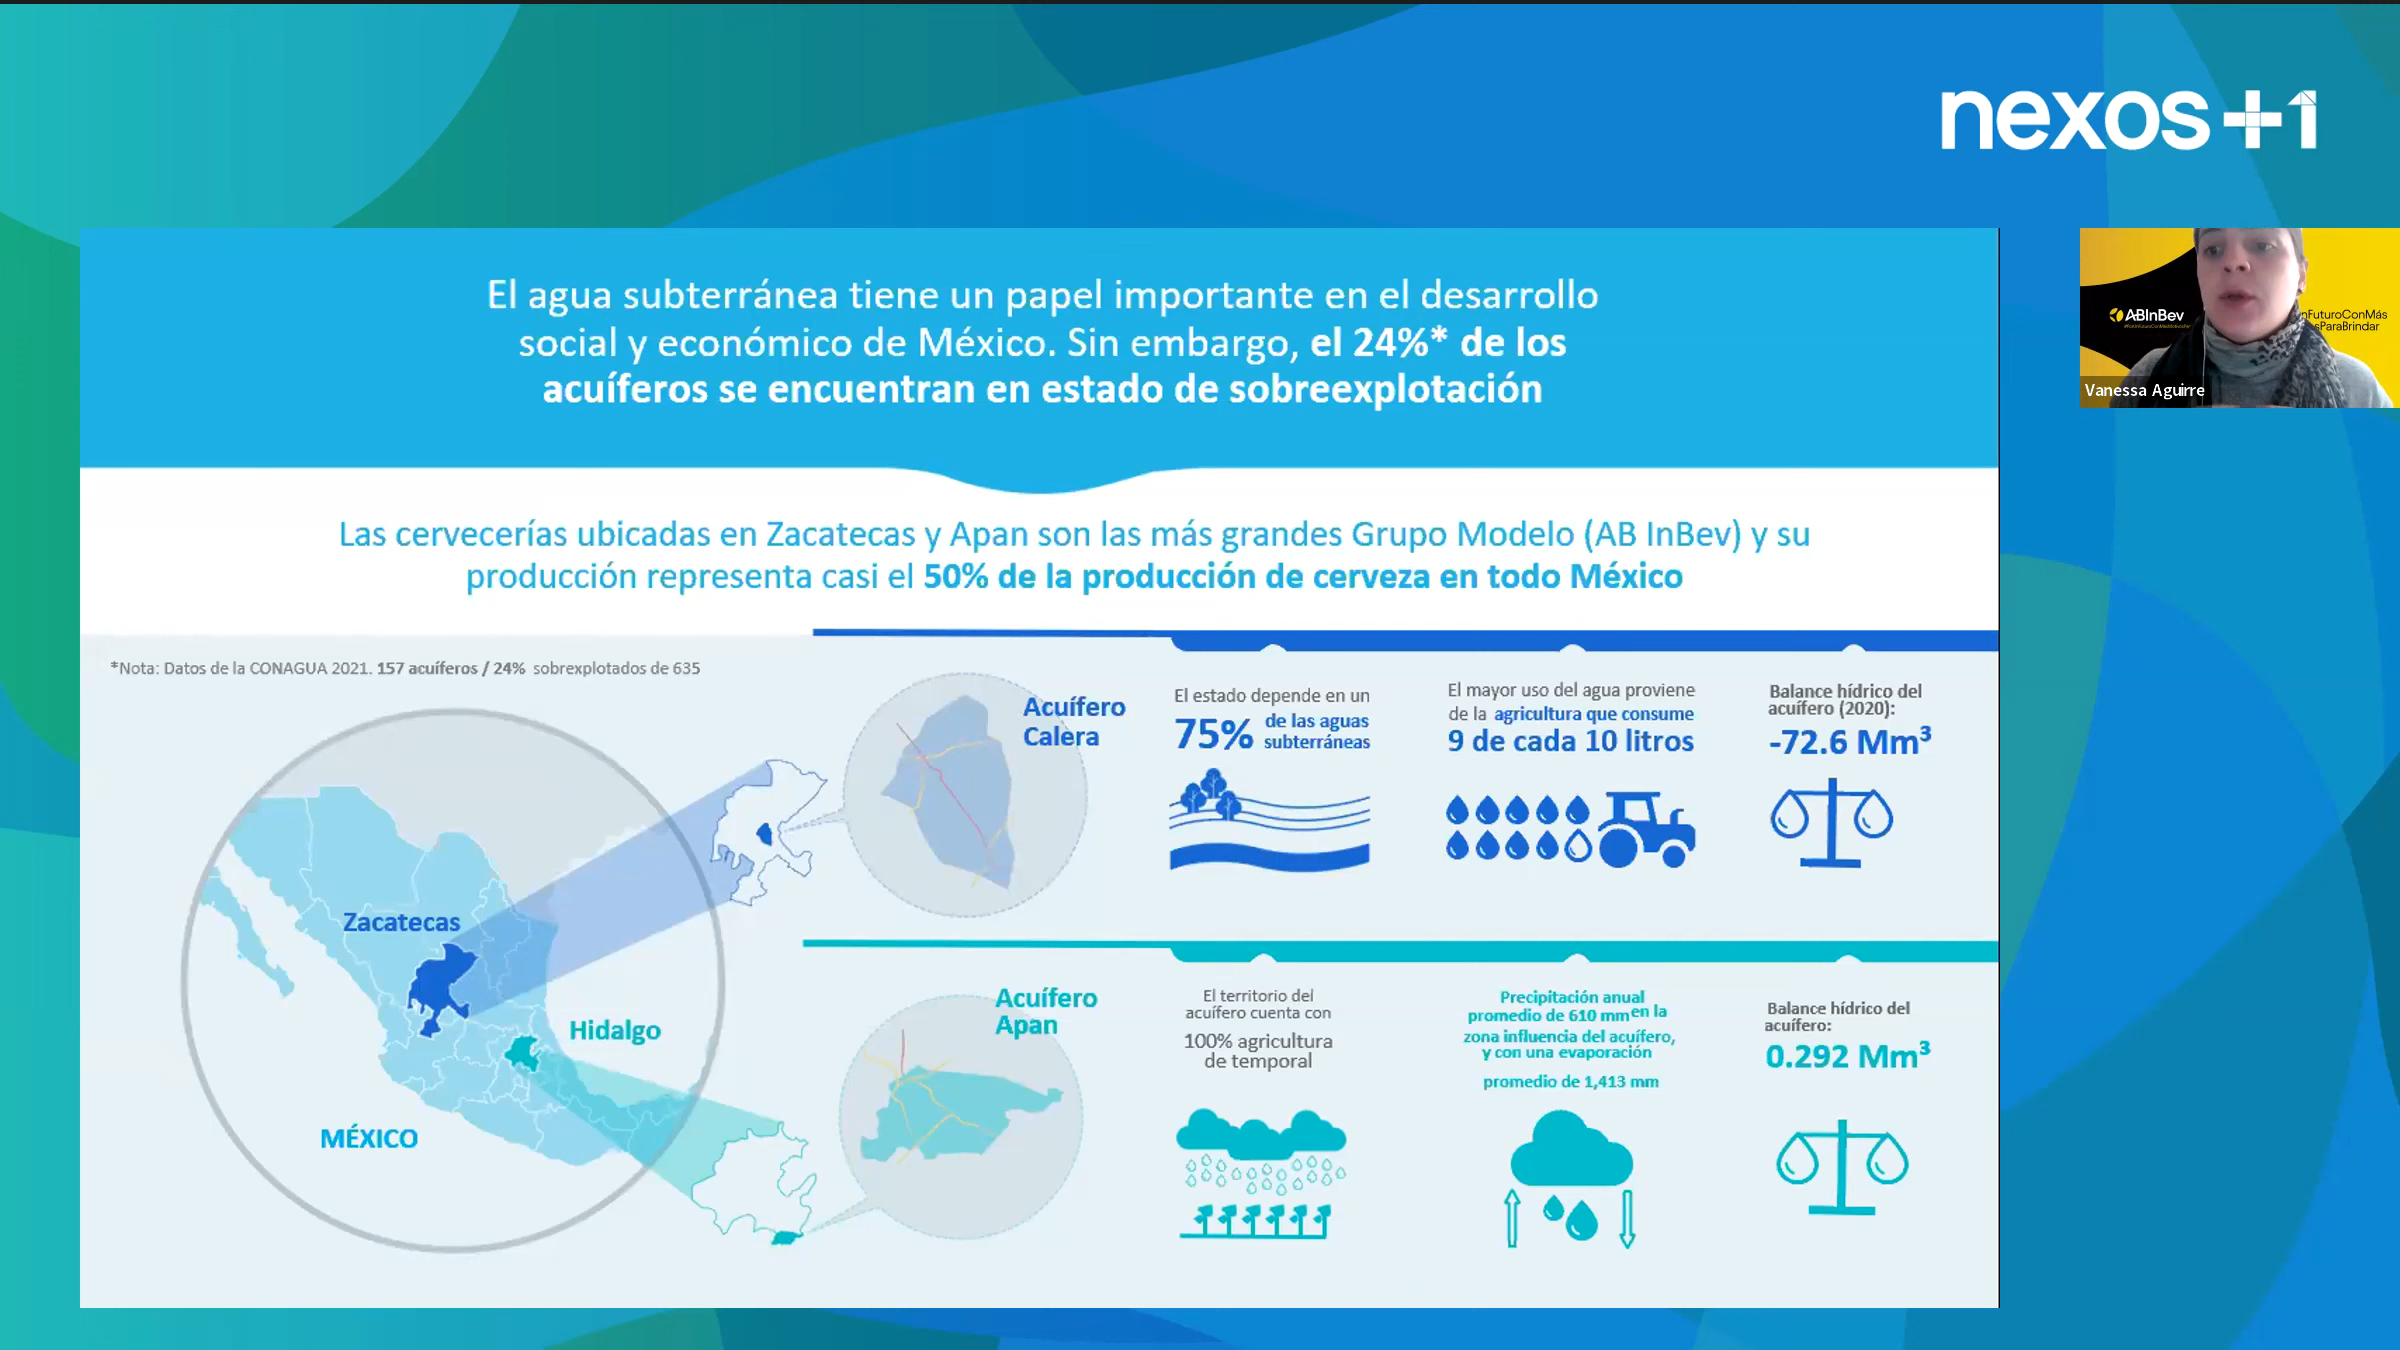 nexos+1
El agua subterránea tiene un papel importante en el desarrollo
social y económico de México. Sin embargo, el 24%* de los
acuíferos se encuentran en estado de sobreexplotación
ABInBev
nFuturoConMás
sParaBrindar
Vanessa Aguirre
Las cervecerías ubicadas en Zacatecas y Apan son las más grandes Grupo Modelo (AB InBev) y su
producción representa casi el 50% de la producción de cerveza en todo México
*Nota: Datos de la CONAGUA 2021. 157 acuíferos / 24% sobrexplotados de 635
Zacatecas
Hidalgo
MÉXICO
Acuífero
Calera
El estado depende en un
75% de las aguas
subterráneas
El mayor uso del agua proviene
de la agricultura que consume
9 de cada 10 litros
Balance hídrico del
acuífero (2020):
-72.6 Mm³
Acuífero
Apan
El territorio del
acuífero cuenta con
100% agricultura
de temporal
Precipitación anual
promedio de 610 mm en la
zona influencia del acuífero,
y con una evaporación
promedio de 1,413 mm
Balance hídrico del
acuífero:
0.292 Mm³